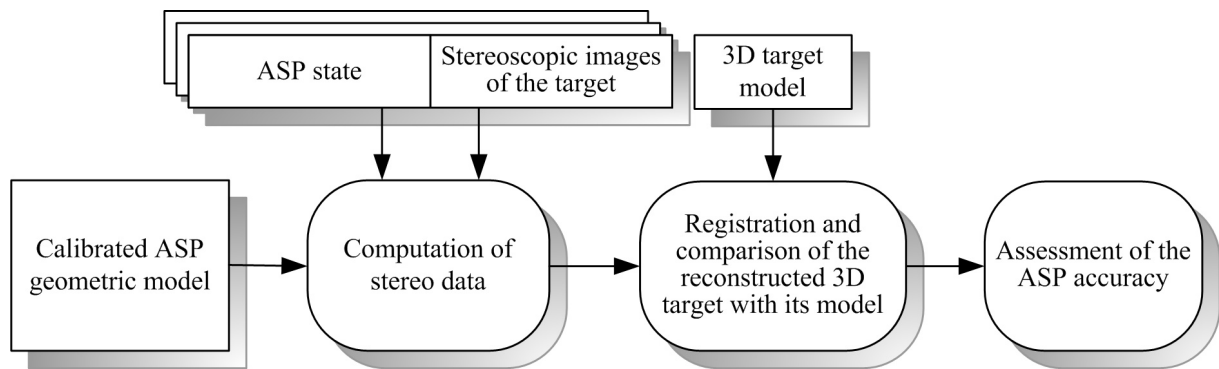 ASP state
Stereoscopic images
of the target
3D target
model
Calibrated ASP
geometric model
Computation of
stereo data
Registration and
comparison of the
reconstructed 3D
target with its model
Assessment of the
ASP accuracy